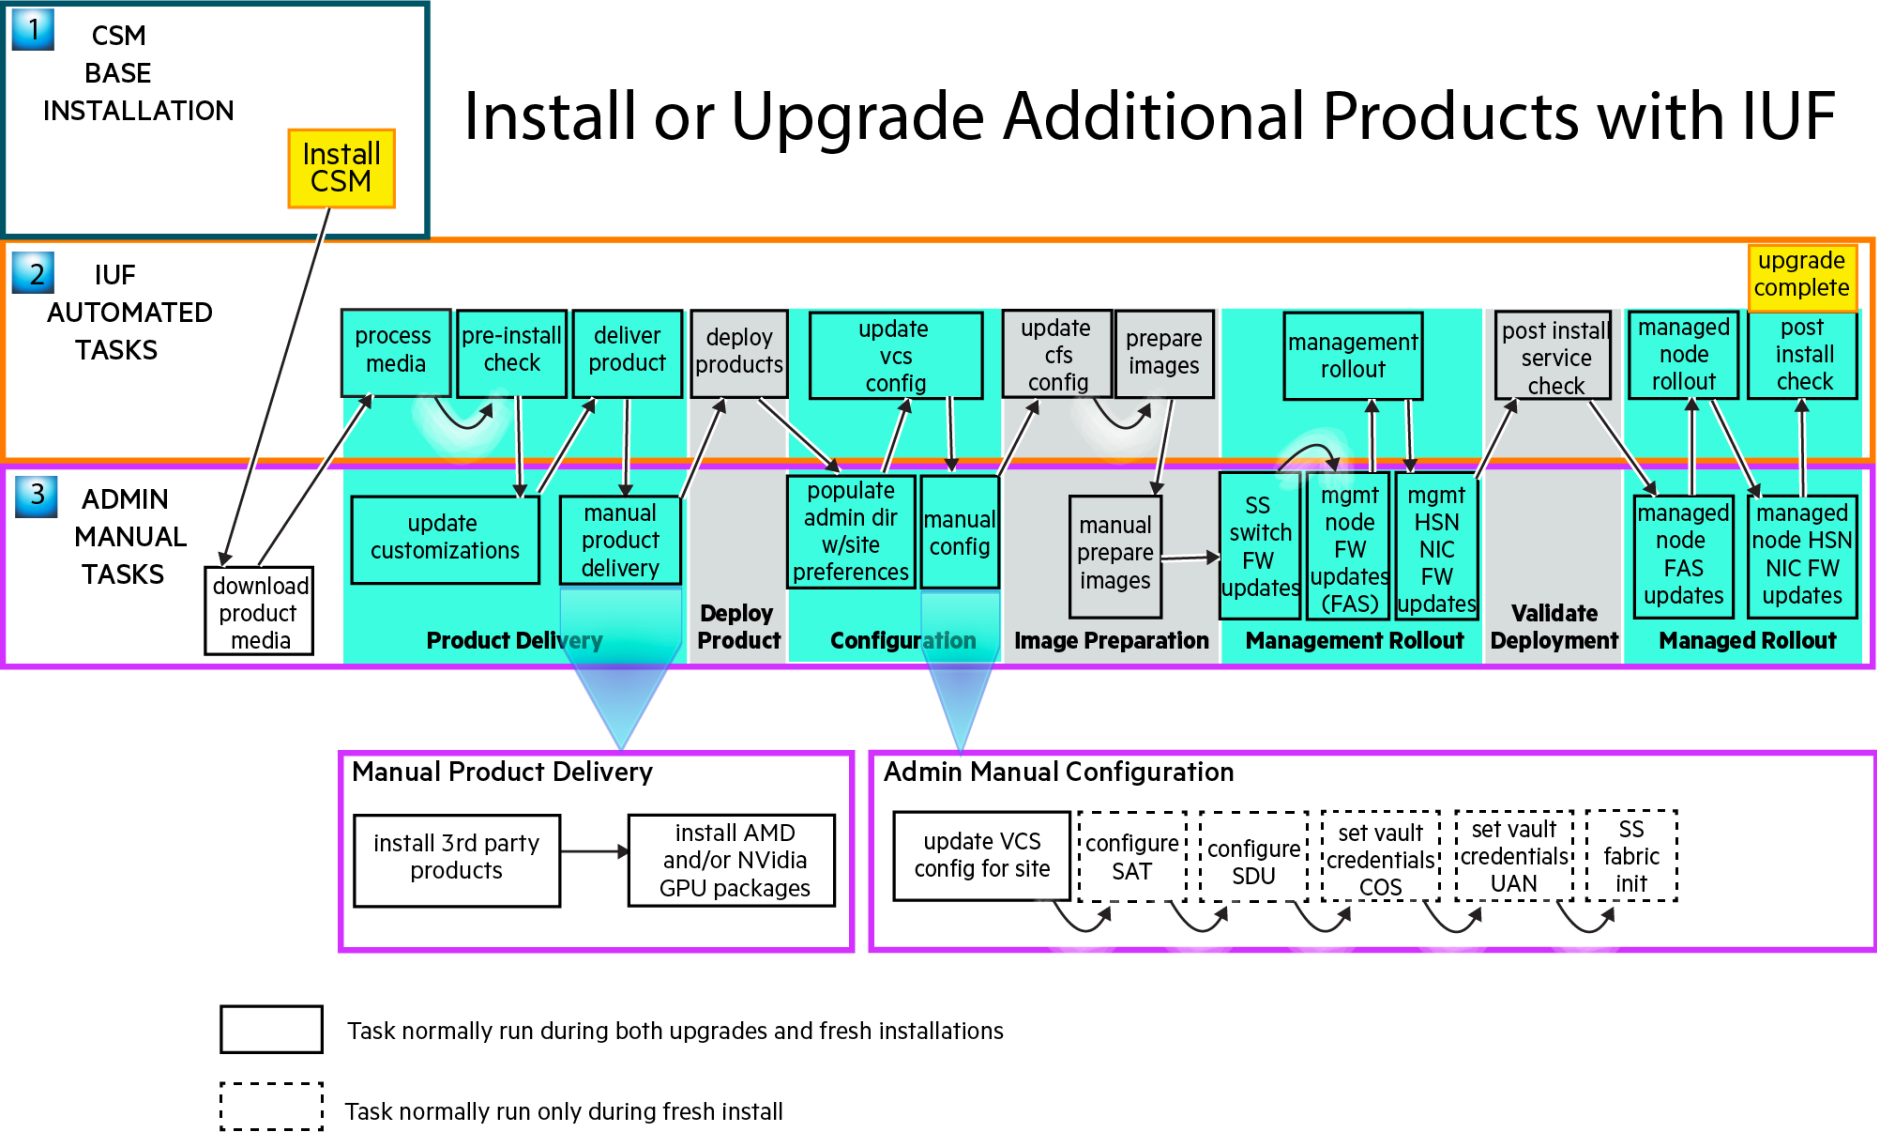 1
CSM
BASE
INSTALLATION
Install
CSM
Install or Upgrade Additional Products with IUF
2
IUF
AUTOMATED
TASKS
process
media
pre-install
check
deliver
product
deploy
products
update
vcs
config
update
cfs
config
prepare
images
management
rollout
post install
service
check
managed
node
rollout
upgrade
complete
post
install
check
3
ADMIN
MANUAL
TASKS
download
product
media
update
customizations
manual
product
delivery
populate
admin dir
w/site
preferences
manual
config
manual
prepare
images
SS
switch
FW
updates
mgmt
node
FW
updates
(FAS)
mgmt
HSN
NIC
FW
updates
managed
node
FAS
updates
managed
node HSN
NIC FW
updates
Product Delivery
Deploy
Product
Configuration
Image Preparation
Management Rollout
Validate
Deployment
Managed Rollout
Manual Product Delivery
install 3rd party
products
install AMD
and/or NVidia
GPU packages
Admin Manual Configuration
update VCS
config for site
configure
SAT
configure
SDU
set vault
credentials
COS
set vault
credentials
UAN
SS
fabric
init
Task normally run during both upgrades and fresh installations
Task normally run only during fresh install